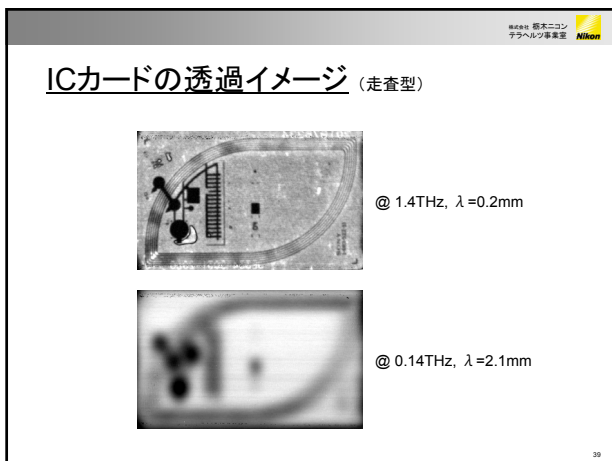 株式会社 栃木ニコン
テラヘルツ事業室 Nikon
ICカードの透過イメージ (走査型)
@ 1.4THz, λ=0.2mm
@ 0.14THz, λ=2.1mm
39